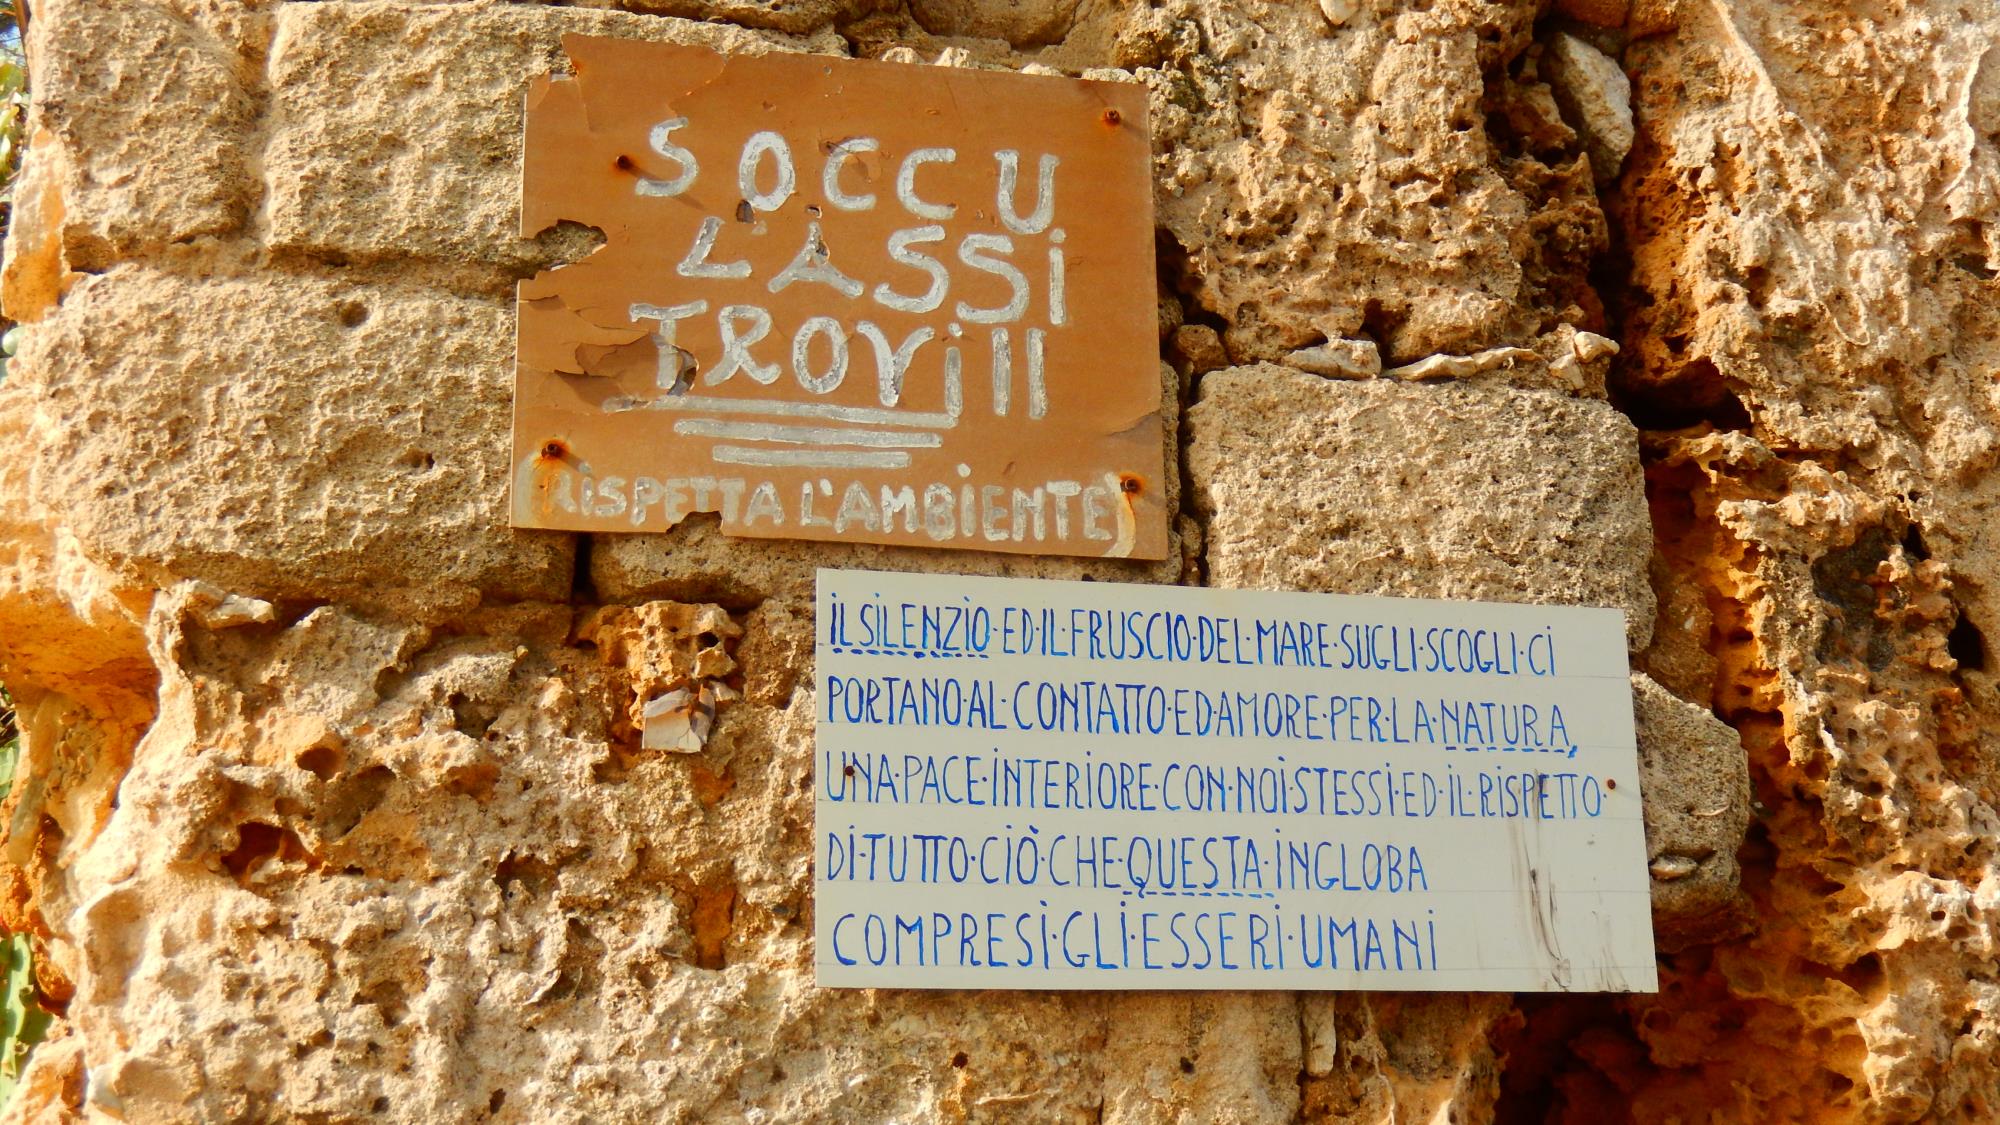 SOCCU
LASSi
TROVi!!
RiSPETTA L'AMBiENTE
iL SiLENZiO·ED·IL·FRUSCIO·DEL·MARE·SUGLI·SCOGLI·Ci
PORTANO·AL·CONTATTO·ED·AMORE·PER·LA·NATURA,
UNA·PACE·iNTERiORE·CON·NOi·STESSi·ED·iL·RiSPETTO·
Di·TUTTO·CiÒ·CHE·QUESTA·iNGLOBA
COMPRESi·GLi·ESSERi·UMANi